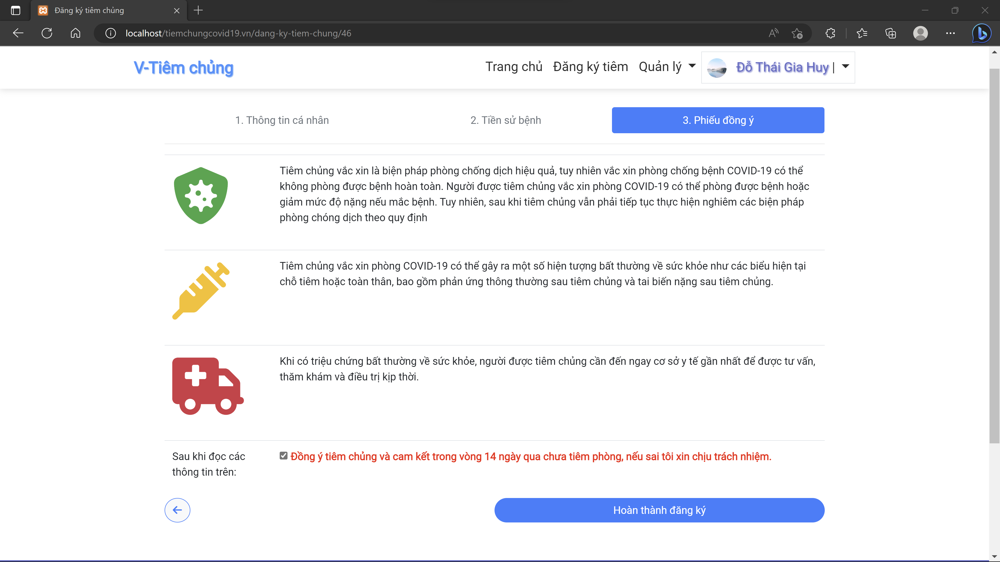 Đăng ký tiêm chủng
localhost/tiemchungcovid19.vn/dang-ky-tiem-chung/46
V-Tiêm chủng
Trang chủ Đăng ký tiêm Quản lý Đỗ Thái Gia Huy |
1. Thông tin cá nhân
2. Tiền sử bệnh
3. Phiếu đồng ý
Tiêm chủng vắc xin là biện pháp phòng chống dịch hiệu quả, tuy nhiên vắc xin phòng chống bệnh COVID-19 có thể
không phòng được bệnh hoàn toàn. Người được tiêm chủng vắc xin phòng COVID-19 có thể phòng được bệnh hoặc
giảm mức độ nặng nếu mắc bệnh. Tuy nhiên, sau khi tiêm chủng vẫn phải tiếp tục thực hiện nghiêm các biện pháp
phòng chóng dịch theo quy định
Tiêm chủng vắc xin phòng COVID-19 có thể gây ra một số hiện tượng bất thường về sức khỏe như các biểu hiện tại
chỗ tiêm hoặc toàn thân, bao gồm phản ứng thông thường sau tiêm chủng và tai biến nặng sau tiêm chủng.
Khi có triệu chứng bất thường về sức khỏe, người được tiêm chủng cần đến ngay cơ sở y tế gần nhất để được tư vấn,
thăm khám và điều trị kịp thời.
Sau khi đọc các
thông tin trên:
Đồng ý tiêm chủng và cam kết trong vòng 14 ngày qua chưa tiêm phòng, nếu sai tôi xin chịu trách nhiệm.
Hoàn thành đăng ký